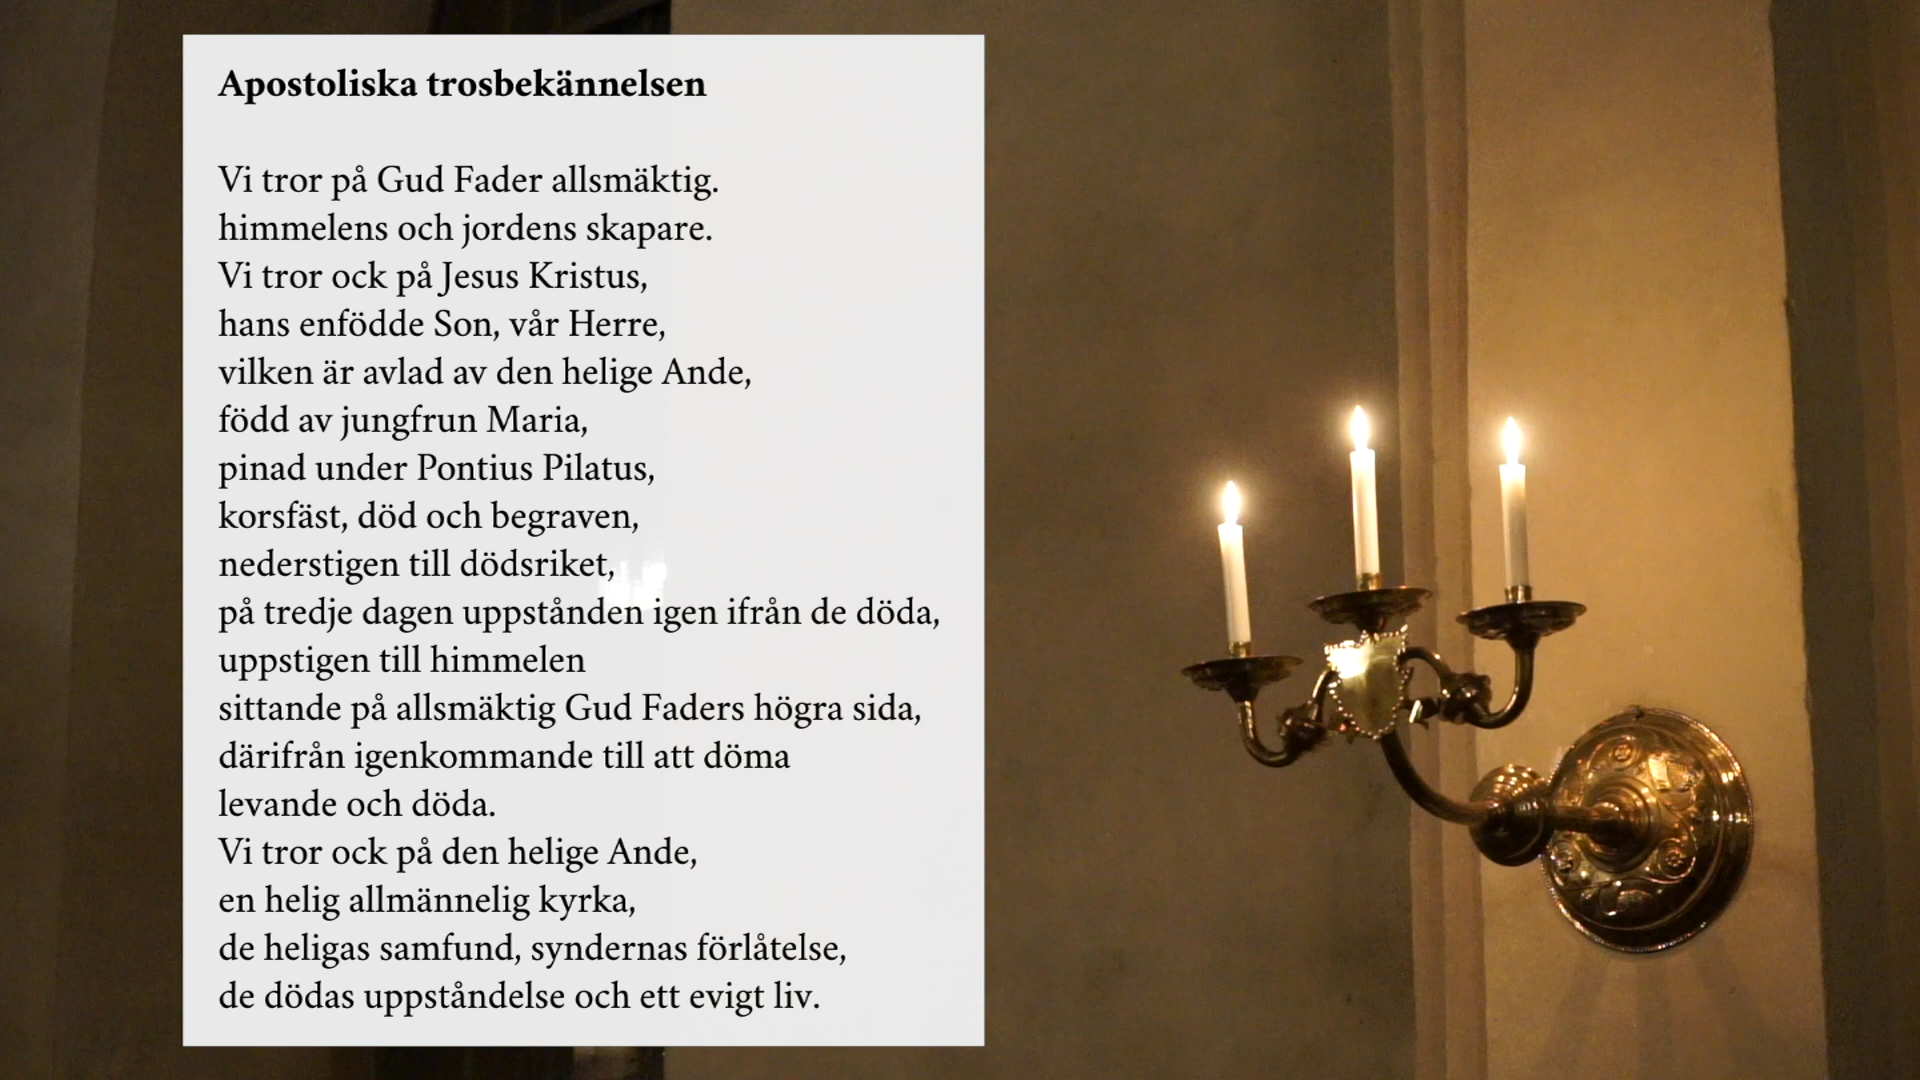 Apostoliska trosbekännelsen
Vi tror på Gud Fader allsmäktig.
himmelens och jordens skapare.
Vi tror ock på Jesus Kristus,
hans enfödde Son, vår Herre,
vilken är avlad av den helige Ande,
född av jungfrun Maria,
pinad under Pontius Pilatus,
korsfäst, död och begraven,
nederstigen till dödsriket,
på tredje dagen uppstånden igen ifrån de döda,
uppstigen till himmelen
sittande på allsmäktig Gud Faders högra sida,
därifrån igenkommande till att döma
levande och döda.
Vi tror ock på den helige Ande,
en helig allmännelig kyrka,
de heligas samfund, syndernas förlåtelse,
de dödas uppståndelse och ett evigt liv.